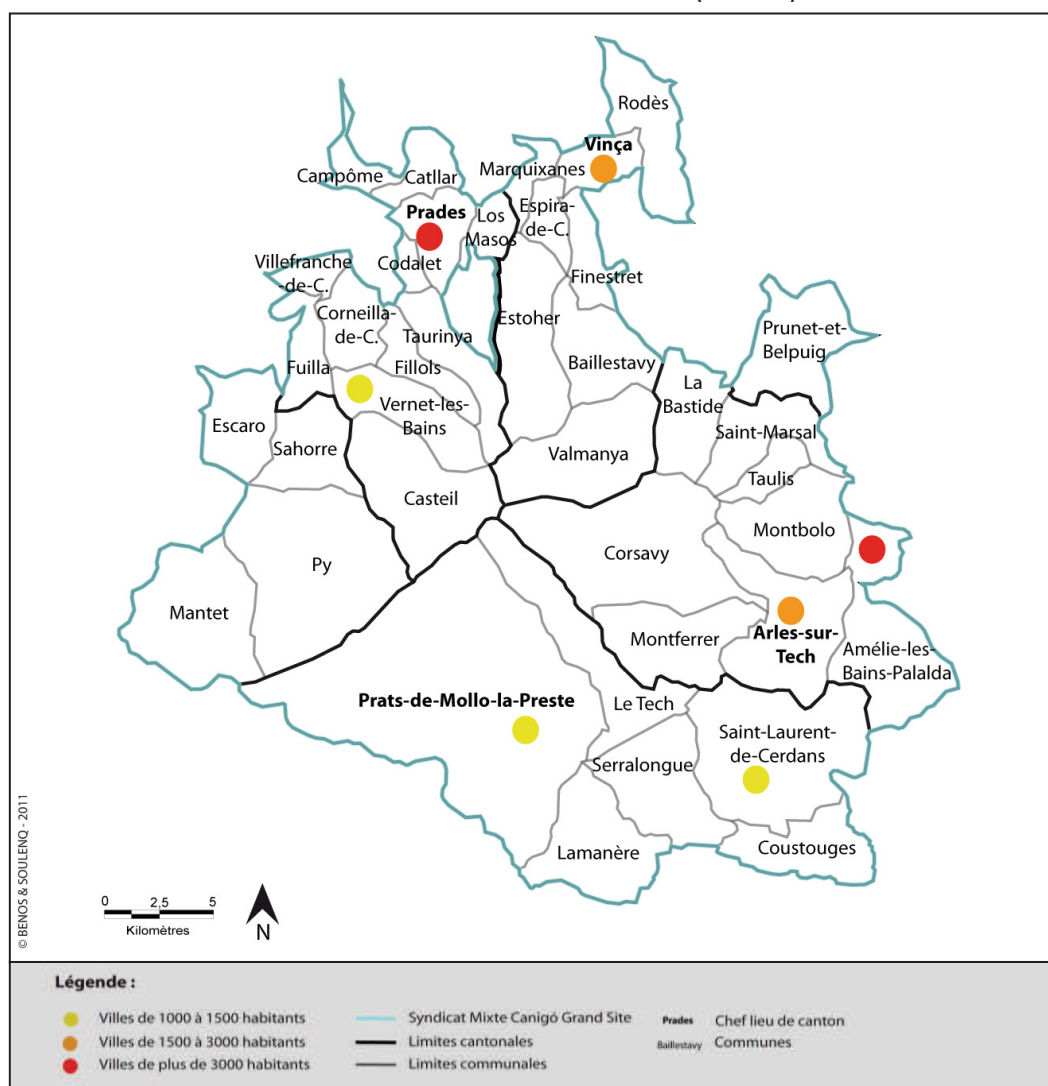 Rodès
Vinça
Marquixanes
Campôme
Catllar
Espira-
de-C.
Prades
Los
Masos
Codalet
Villefranche
-de-C.
Finestret
Corneilla-
de-C.
Estoher
Taurinya
Prunet-et-
Belpuig
Fuilla
Fillols
Baillestavy
La
Bastide
Vernet-les-
Bains
Escaro
Sahorre
Saint-Marsal
Valmanya
Taulis
Casteil
Montbolo
Corsavy
Py
Mantet
Montferrer
Arles-sur-
Tech
Amélie-les-
Bains-Palalda
Prats-de-Mollo-la-Preste
Le Tech
Saint-Laurent-
de-Cerdans
Serralongue
Lamanère
Coustouges
© BENOS & SOULENQ - 2011
0 2,5 5
Kilomètres
N
Légende :
Villes de 1000 à 1500 habitants
Villes de 1500 à 3000 habitants
Villes de plus de 3000 habitants
Syndicat Mixte Canigó Grand Site
Limites cantonales
Limites communales
Prades Chef lieu de canton
Baillestavy Communes